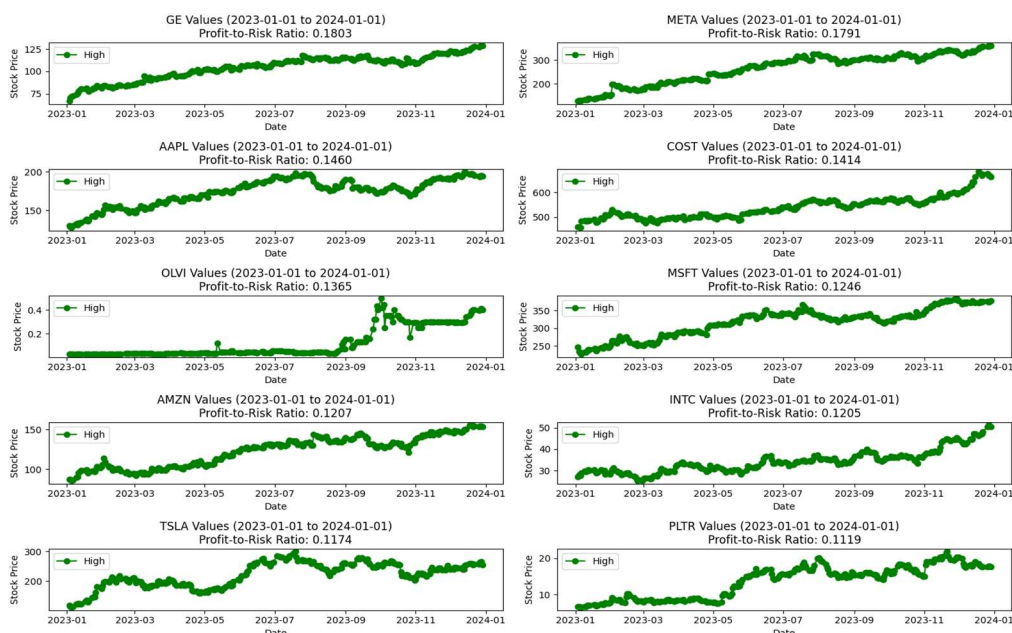 GE Values (2023-01-01 to 2024-01-01)
Profit-to-Risk Ratio: 0.1803
Stock Price
125
100
75
High
2023-01 2023-03 2023-05 2023-07 2023-09 2023-11 2024-01
Date
META Values (2023-01-01 to 2024-01-01)
Profit-to-Risk Ratio: 0.1791
Stock Price
300
200
High
2023-01 2023-03 2023-05 2023-07 2023-09 2023-11 2024-01
Date
AAPL Values (2023-01-01 to 2024-01-01)
Profit-to-Risk Ratio: 0.1460
Stock Price
200
150
High
2023-01 2023-03 2023-05 2023-07 2023-09 2023-11 2024-01
Date
COST Values (2023-01-01 to 2024-01-01)
Profit-to-Risk Ratio: 0.1414
Stock Price
600
500
High
2023-01 2023-03 2023-05 2023-07 2023-09 2023-11 2024-01
Date
OLVI Values (2023-01-01 to 2024-01-01)
Profit-to-Risk Ratio: 0.1365
Stock Price
0.4
0.2
High
2023-01 2023-03 2023-05 2023-07 2023-09 2023-11 2024-01
Date
MSFT Values (2023-01-01 to 2024-01-01)
Profit-to-Risk Ratio: 0.1246
Stock Price
350
300
250
High
2023-01 2023-03 2023-05 2023-07 2023-09 2023-11 2024-01
Date
AMZN Values (2023-01-01 to 2024-01-01)
Profit-to-Risk Ratio: 0.1207
Stock Price
150
100
High
2023-01 2023-03 2023-05 2023-07 2023-09 2023-11 2024-01
Date
INTC Values (2023-01-01 to 2024-01-01)
Profit-to-Risk Ratio: 0.1205
Stock Price
50
40
30
High
2023-01 2023-03 2023-05 2023-07 2023-09 2023-11 2024-01
Date
TSLA Values (2023-01-01 to 2024-01-01)
Profit-to-Risk Ratio: 0.1174
Stock Price
300
200
High
2023-01 2023-03 2023-05 2023-07 2023-09 2023-11 2024-01
Date
PLTR Values (2023-01-01 to 2024-01-01)
Profit-to-Risk Ratio: 0.1119
Stock Price
20
10
High
2023-01 2023-03 2023-05 2023-07 2023-09 2023-11 2024-01
Date